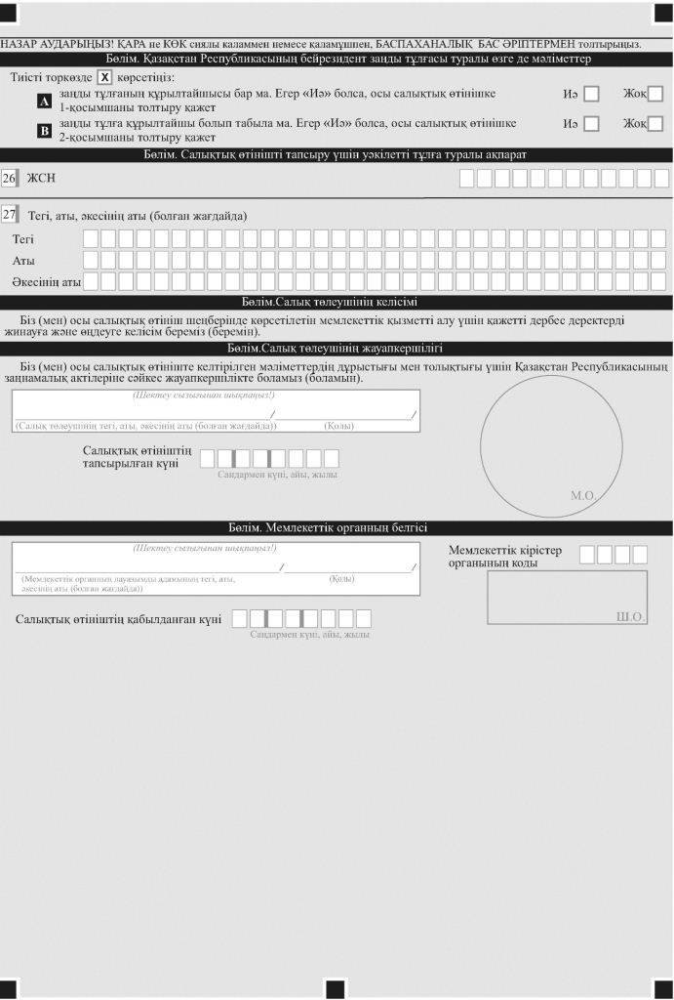 НАЗАР АУДАРЫҢЫЗ! ҚАРА не КӨК сиялы қаламмен немесе қаламұшпен, БАСПАХАНАЛЫҚ БАС ӘРІПТЕРМЕН толтырыңыз.
Бөлім. Қазақстан Республикасының бейрезидент заңды тұлғасы туралы өзге де мәліметтер
Тиісті торкөзде X көрсетіңіз:
A заңды тұлғаның құрылтайшысы бар ма. Егер «Иә» болса, осы салықтық өтінішке Иә Жоқ
1-қосымшаны толтыру қажет
B заңды тұлға құрылтайшы болып табыла ма. Егер «Иә» болса, осы салықтық өтінішке Иә Жоқ
2-қосымшаны толтыру қажет
Бөлім. Салықтық өтінішті тапсыру үшін уәкілетті тұлға туралы ақпарат
26 ЖСН
27 Тегі, аты, әкесінің аты (болған жағдайда)
Тегі
Аты
Әкесінің аты
Бөлім.Салық төлеушінің келісімі
Біз (мен) осы салықтық өтініш шеңберінде көрсетілетін мемлекеттік қызметті алу үшін қажетті дербес деректерді
жинауға және өңдеуге келісім береміз (беремін).
Бөлім.Салық төлеушінің жауапкершілігі
Біз (мен) осы салықтық өтініште келтірілген мәліметтердің дұрыстығы мен толықтығы үшін Қазақстан Республикасының
заңнамалық актілеріне сәйкес жауапкершілікте боламыз (боламын).
(Шектеу сызығынан шықпаңыз!)
/ /
(Салық төлеушінің тегі, аты, әкесінің аты (болған жағдайда)) (Қолы)
Салықтық өтініштің
тапсырылған күні
Сандармен күні, айы, жылы
М.О.
Бөлім. Мемлекеттік органның белгісі
(Шектеу сызығынан шықпаңыз!)
/ /
(Мемлекеттік органның лауазымды адамының тегі, аты, (Қолы)
әкесінің аты (болған жағдайда))
Мемлекеттік кірістер
органының коды
Ш.О.
Салықтық өтініштің қабылданған күні
Сандармен күні, айы, жылы